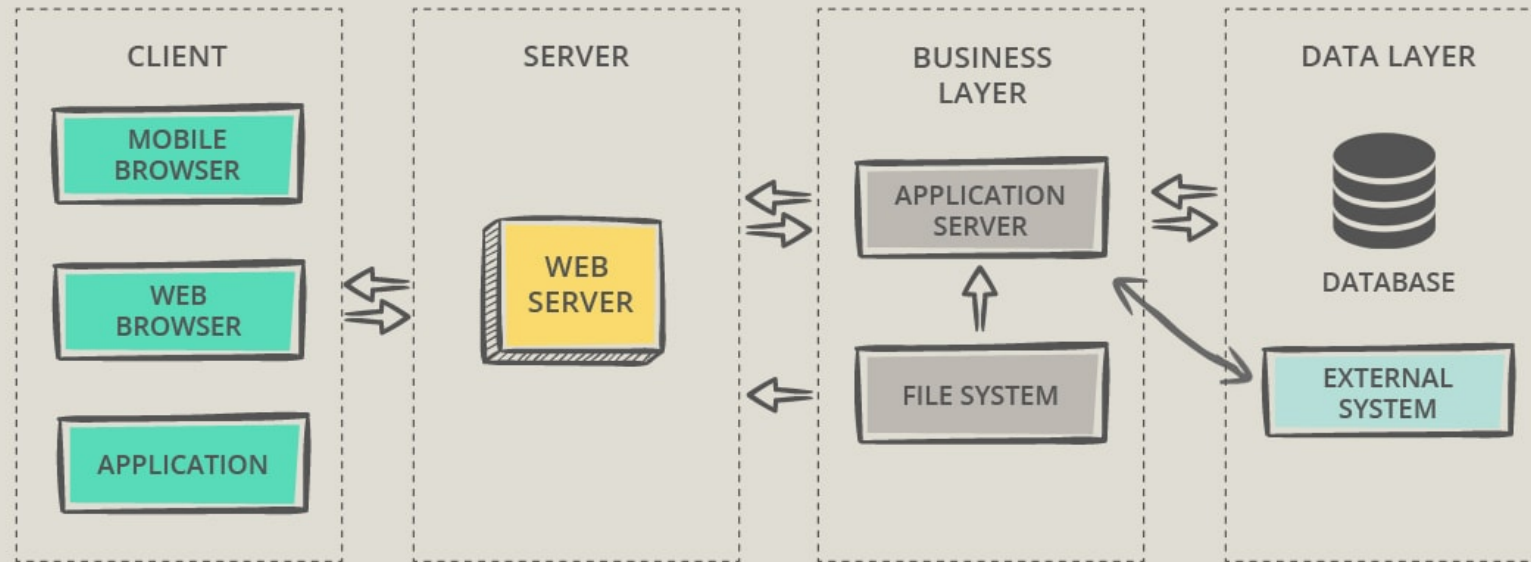 CLIENT
MOBILE
BROWSER
WEB
BROWSER
APPLICATION
SERVER
WEB
SERVER
BUSINESS
LAYER
APPLICATION
SERVER
FILE SYSTEM
DATA LAYER
DATABASE
EXTERNAL
SYSTEM